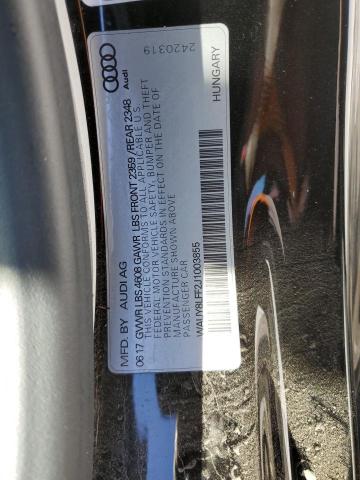 Audi
2420319
MFD. BY AUDI AG
06 17 GVWR LBS 4608 GAWR LBS FRONT 2359 / REAR 2348
THIS VEHICLE CONFORMS TO ALL APPLICABLE U.S.
FEDERAL MOTOR VEHICLE SAFETY, BUMPER AND THEFT
PREVENTION STANDARDS IN EFFECT ON THE DATE OF
MANUFACTURE SHOWN ABOVE
PASSENGER CAR
WAUY8LFF2J1003855
HUNGARY